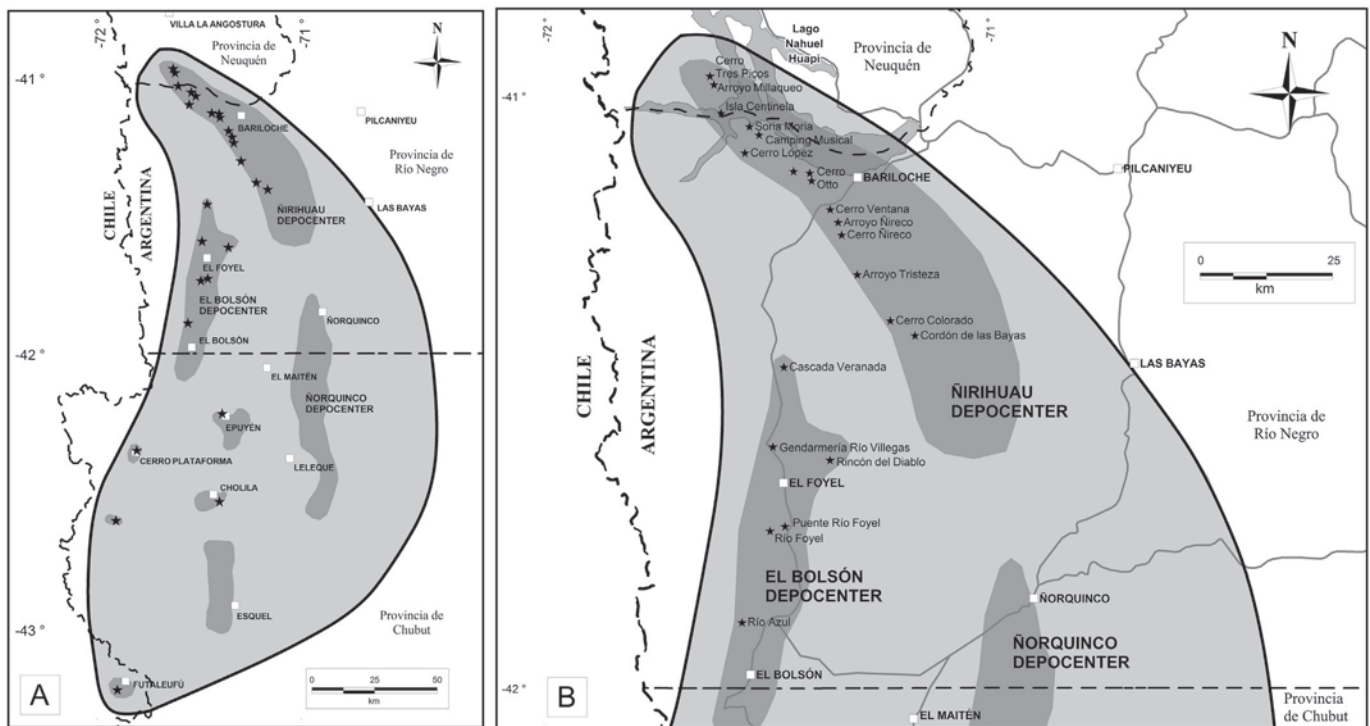 VILLA LA ANGOSTURA
-72°
-71°
Provincia de
Neuquén
N
-41°
BARILOCHE
PILCANIYEU
Provincia de
Río Negro
CHILE
ARGENTINA
ÑIRIHUAU
DEPOCENTER
LAS BAYAS
EL FOYEL
EL BOLSÓN
DEPOCENTER
ÑORQUINCO
EL BOLSÓN
-42°
EL MAITÉN
ÑORQUINCO
DEPOCENTER
EPUYÉN
CERRO PLATAFORMA
LELEQUE
CHOLILA
ESQUEL
-43°
Provincia de
Chubut
FUTALEUFÚ
A
0 25 50
km
-72°
-71°
Lago
Nahuel
Huapi
Provincia de
Neuquén
N
-41°
Cerro
Tres Picos
Arroyo Millaqueo
Isla Centinela
Soria Moria
Camping Musical
Cerro López
Cerro
Otto
BARILOCHE
PILCANIYEU
Cerro Ventana
Arroyo Ñireco
Cerro Ñireco
0 25
km
Arroyo Tristeza
Cerro Colorado
Cordón de las Bayas
LAS BAYAS
Cascada Veranada
CHILE
ARGENTINA
ÑIRIHUAU
DEPOCENTER
Provincia de
Río Negro
Gendarmería Río Villegas
Rincón del Diablo
EL FOYEL
Puente Río Foyel
Río Foyel
EL BOLSÓN
DEPOCENTER
ÑORQUINCO
Río Azul
ÑORQUINCO
DEPOCENTER
EL BOLSÓN
-42°
B
EL MAITÉN
Provincia
de Chubut